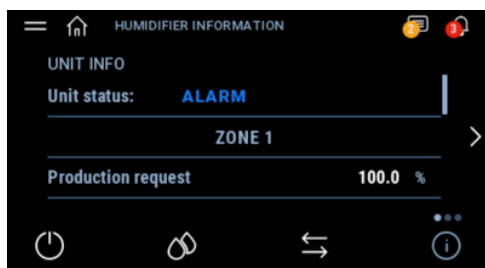 HUMIDIFIER INFORMATION 2 3
UNIT INFO
Unit status: ALARM
ZONE 1
Production request 100.0 %
i